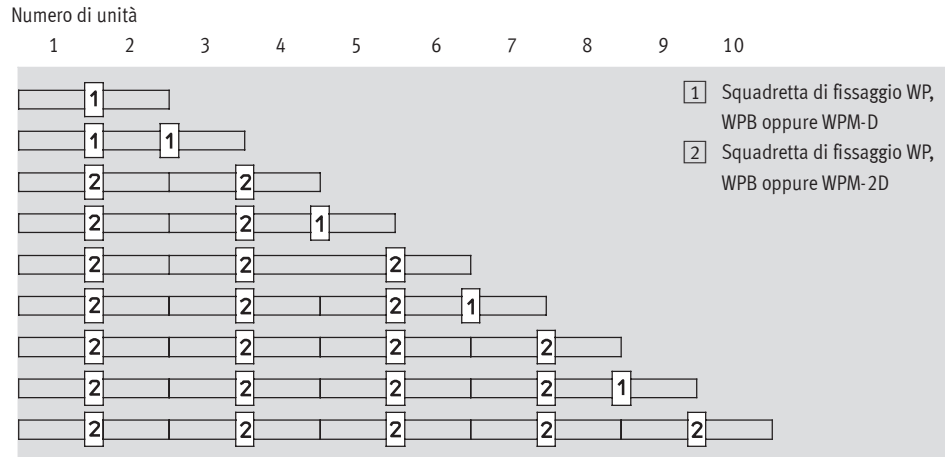 Numero di unità
1 2 3 4 5 6 7 8 9 10
1
1 1
2 2
2 2 1
2 2 2
2 2 2 1
2 2 2 2
2 2 2 2 1
2 2 2 2 2
1 Squadretta di fissaggio WP,
WPB oppure WPM-D
2 Squadretta di fissaggio WP,
WPB oppure WPM-2D